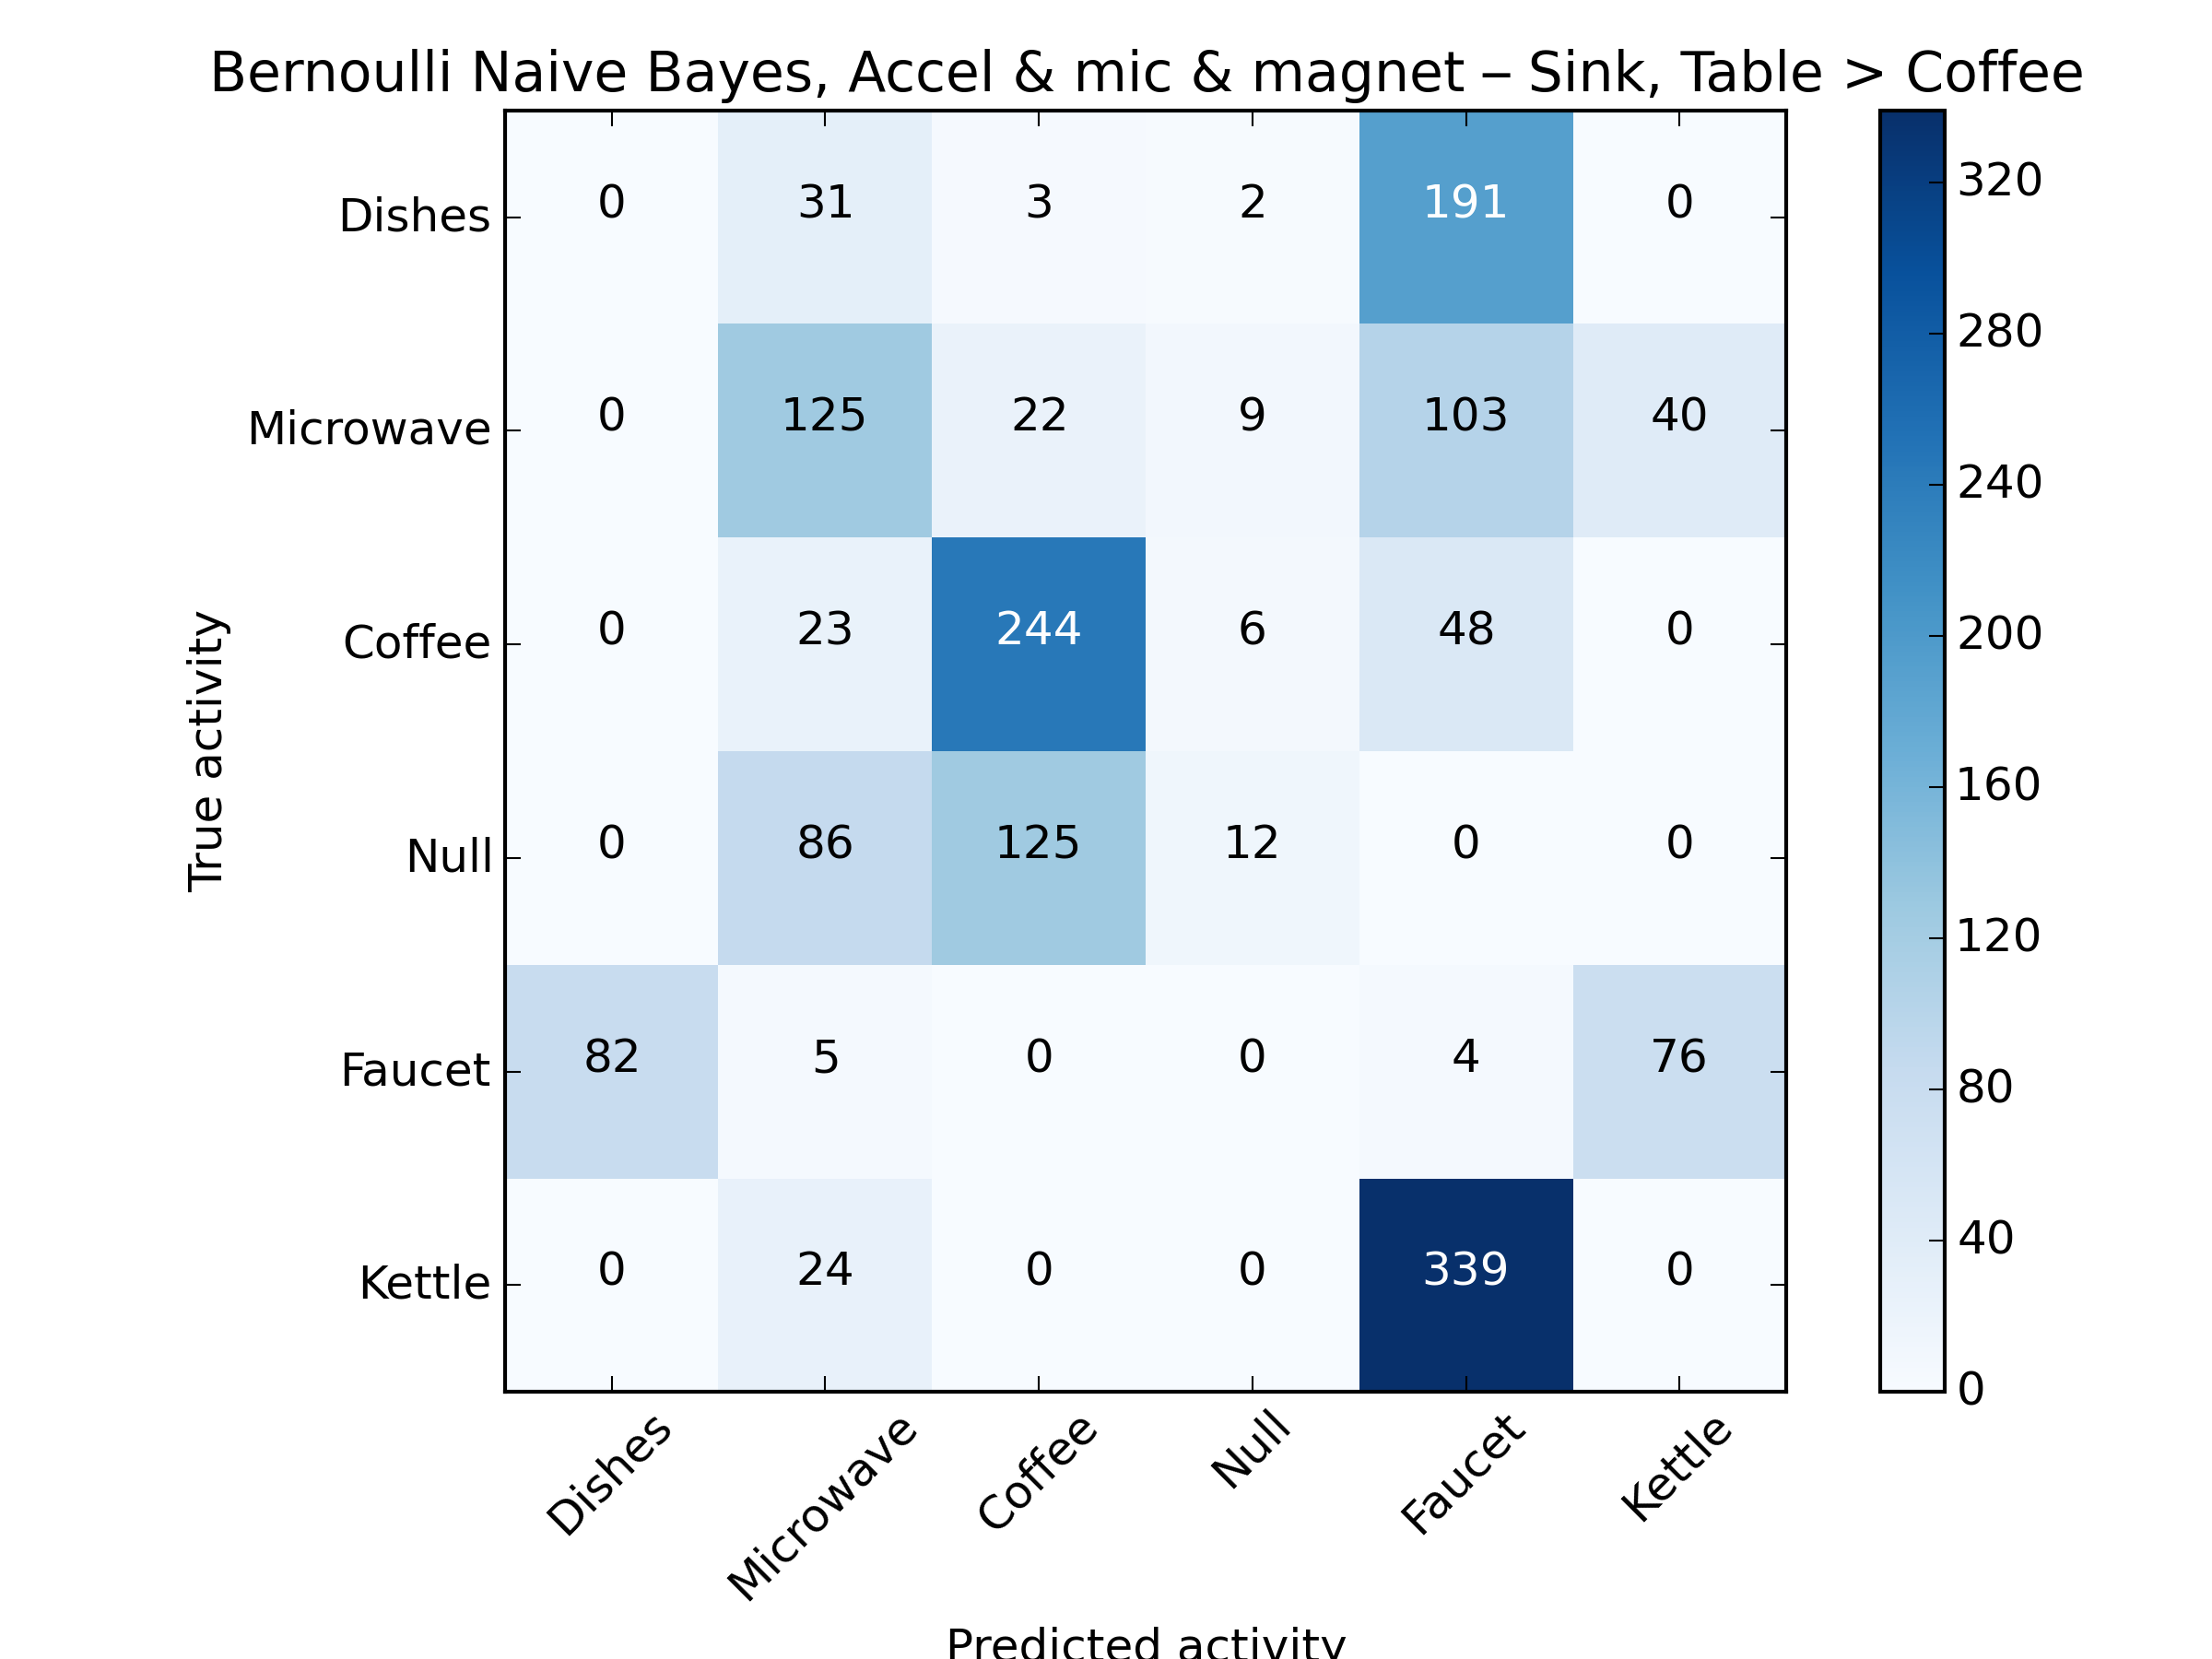 Bernoulli Naive Bayes, Accel & mic & magnet – Sink, Table > Coffee
Dishes 0 31 3 2 191 0
Microwave 0 125 22 9 103 40
Coffee 0 23 244 6 48 0
Null 0 86 125 12 0 0
Faucet 82 5 0 0 4 76
Kettle 0 24 0 0 339 0
True activity
Dishes Microwave Coffee Null Faucet Kettle
Predicted activity
320
280
240
200
160
120
80
40
0